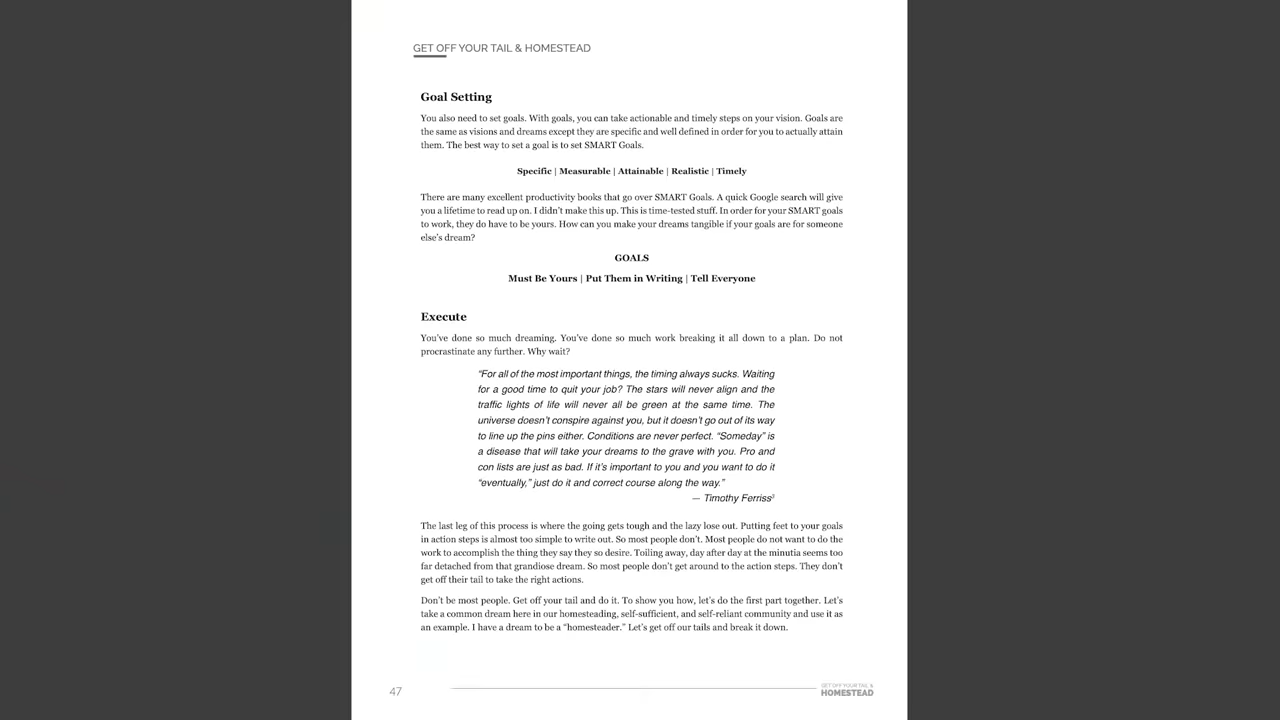 GET OFF YOUR TAIL & HOMESTEAD
Goal Setting
You also need to set goals. With goals, you can take actionable and timely steps on your vision. Goals are
the same as visions and dreams except they are specific and well defined in order for you to actually attain
them. The best way to set a goal is to set SMART Goals.
Specific | Measurable | Attainable | Realistic | Timely
There are many excellent productivity books that go over SMART Goals. A quick Google search will give
you a lifetime to read up on. I didn't make this up. This is time-tested stuff. In order for your SMART goals
to work, they do have to be yours. How can you make your dreams tangible if your goals are for someone
else's dream?
GOALS
Must Be Yours | Put Them in Writing | Tell Everyone
Execute
You've done so much dreaming. You've done so much work breaking it all down to a plan. Do not
procrastinate any further. Why wait?
“For all of the most important things, the timing always sucks. Waiting
for a good time to quit your job? The stars will never align and the
traffic lights of life will never all be green at the same time. The
universe doesn't conspire against you, but it doesn't go out of its way
to line up the pins either. Conditions are never perfect. “Someday” is
a disease that will take your dreams to the grave with you. Pro and
con lists are just as bad. If it's important to you and you want to do it
“eventually,” just do it and correct course along the way.”
— Timothy Ferriss³
The last leg of this process is where the going gets tough and the lazy lose out. Putting feet to your goals
in action steps is almost too simple to write out. So most people don't. Most people do not want to do the
work to accomplish the thing they say they so desire. Toiling away, day after day at the minutia seems too
far detached from that grandiose dream. So most people don't get around to the action steps. They don't
get off their tail to take the right actions.
Don't be most people. Get off your tail and do it. To show you how, let's do the first part together. Let's
take a common dream here in our homesteading, self-sufficient, and self-reliant community and use it as
an example. I have a dream to be a “homesteader.” Let's get off our tails and break it down.
47
GET OFF YOUR TAIL &
HOMESTEAD